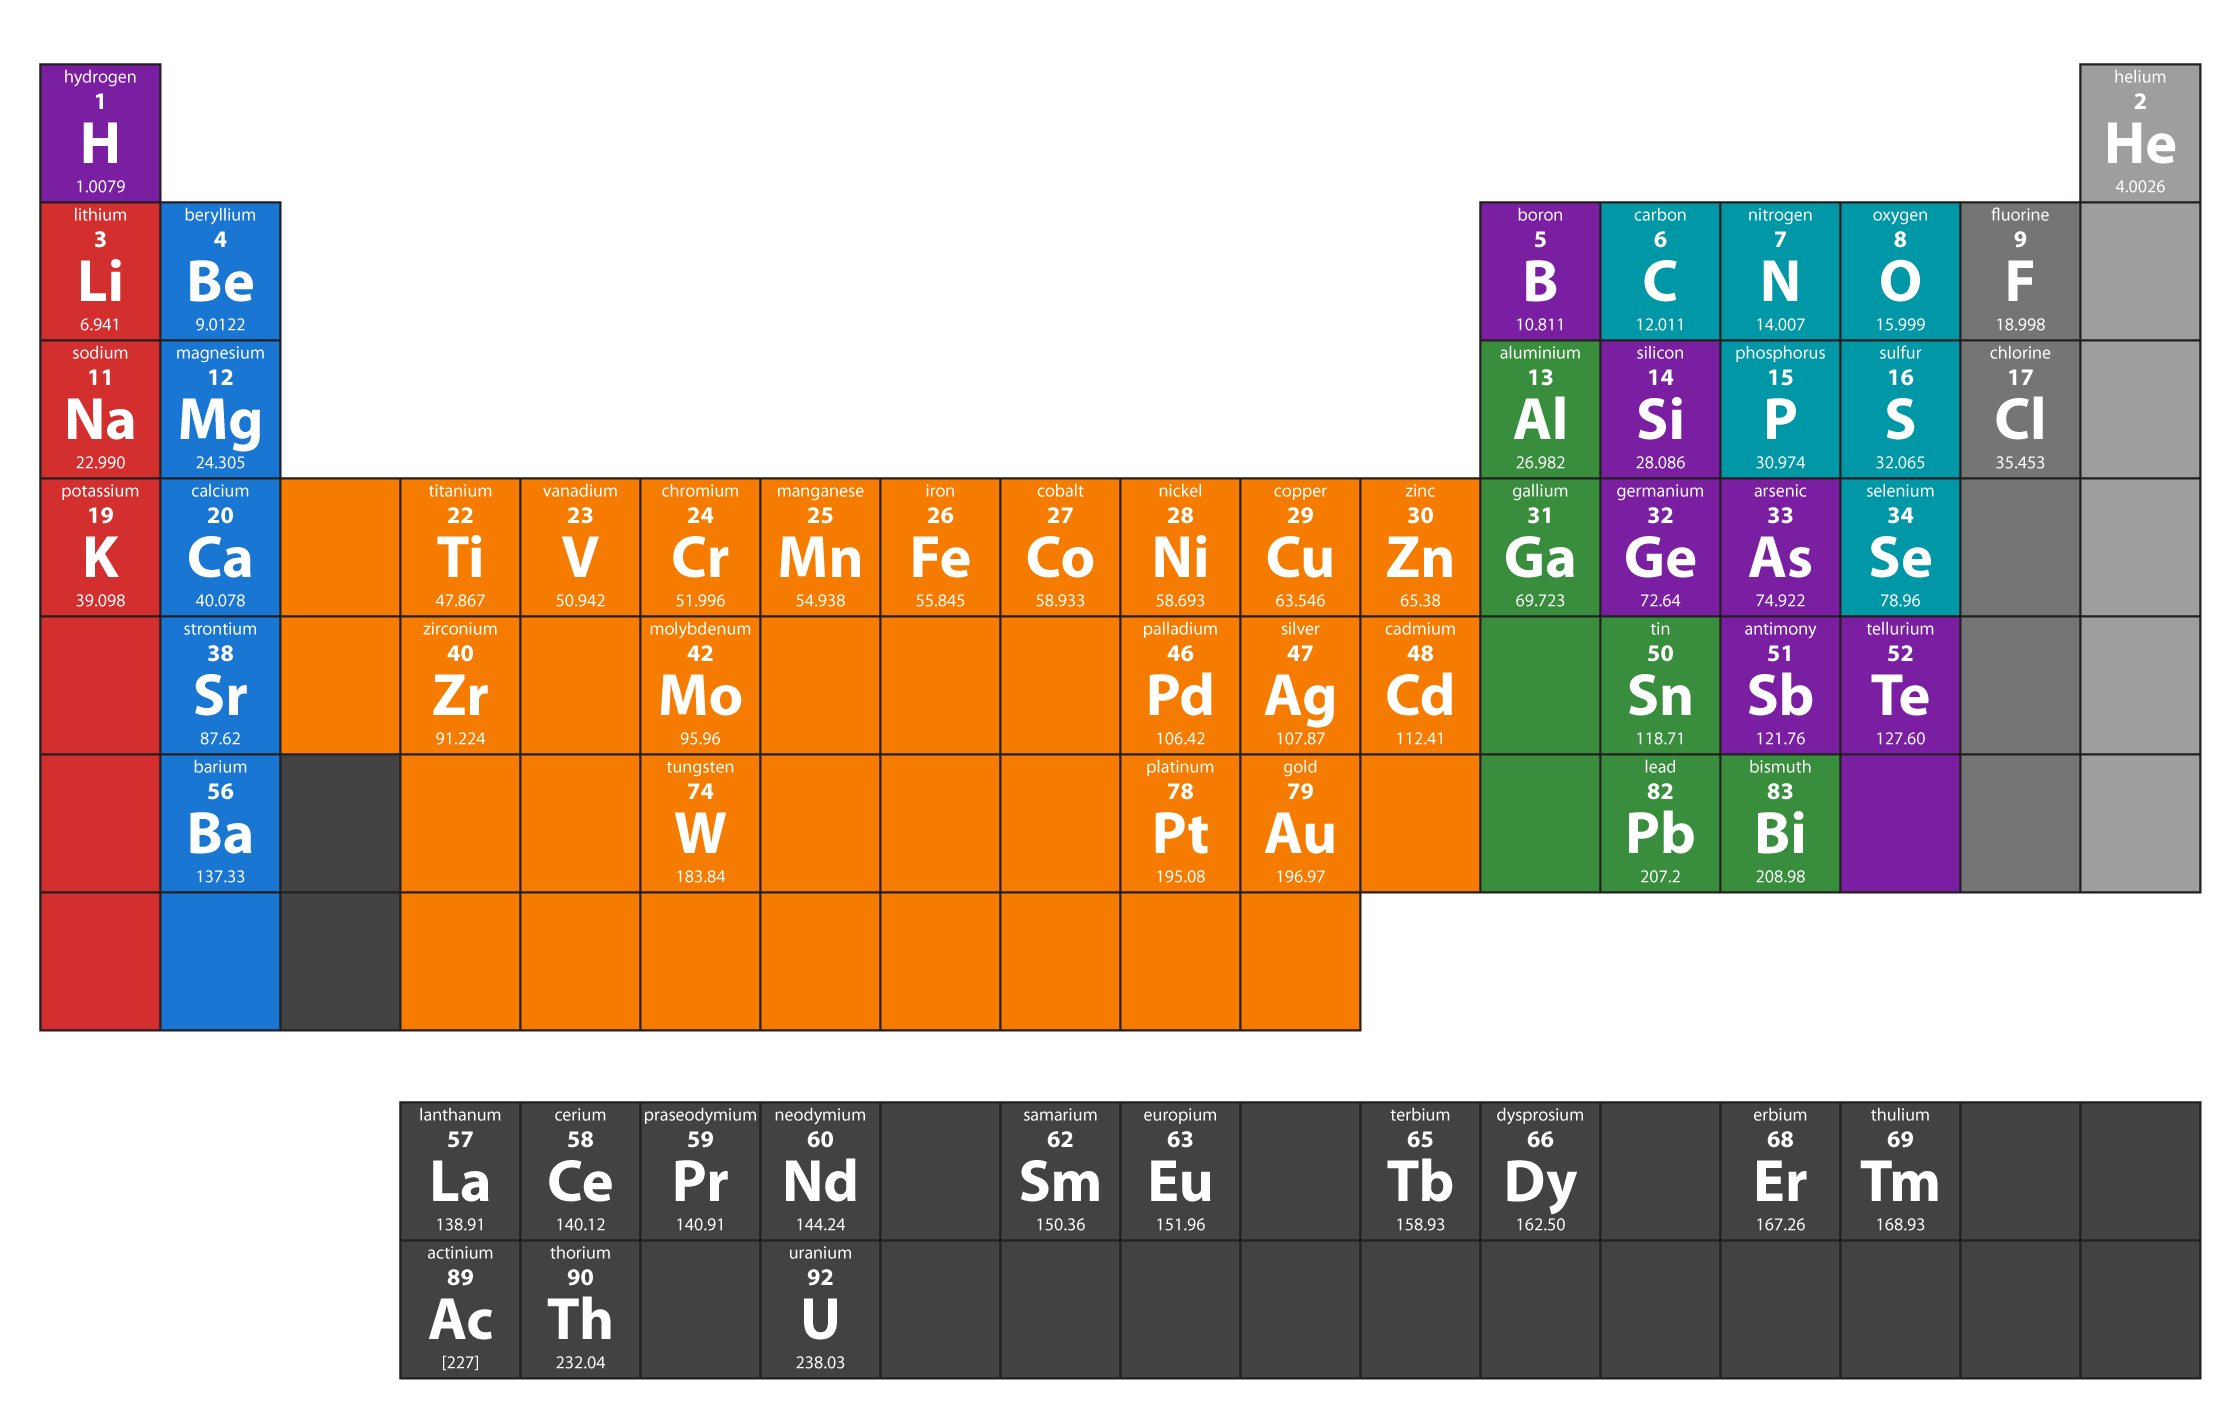 hydrogen
1
H
1.0079
helium
2
He
4.0026
lithium
3
Li
6.941
beryllium
4
Be
9.0122
boron
5
B
10.811
carbon
6
C
12.011
nitrogen
7
N
14.007
oxygen
8
O
15.999
fluorine
9
F
18.998
sodium
11
Na
22.990
magnesium
12
Mg
24.305
aluminium
13
Al
26.982
silicon
14
Si
28.086
phosphorus
15
P
30.974
sulfur
16
S
32.065
chlorine
17
Cl
35.453
potassium
19
K
39.098
calcium
20
Ca
40.078
titanium
22
Ti
47.867
vanadium
23
V
50.942
chromium
24
Cr
51.996
manganese
25
Mn
54.938
iron
26
Fe
55.845
cobalt
27
Co
58.933
nickel
28
Ni
58.693
copper
29
Cu
63.546
zinc
30
Zn
65.38
gallium
31
Ga
69.723
germanium
32
Ge
72.64
arsenic
33
As
74.922
selenium
34
Se
78.96
strontium
38
Sr
87.62
zirconium
40
Zr
91.224
molybdenum
42
Mo
95.96
palladium
46
Pd
106.42
silver
47
Ag
107.87
cadmium
48
Cd
112.41
tin
50
Sn
118.71
antimony
51
Sb
121.76
tellurium
52
Te
127.60
barium
56
Ba
137.33
tungsten
74
W
183.84
platinum
78
Pt
195.08
gold
79
Au
196.97
lead
82
Pb
207.2
bismuth
83
Bi
208.98
lanthanum
57
La
138.91
cerium
58
Ce
140.12
praseodymium
59
Pr
140.91
neodymium
60
Nd
144.24
samarium
62
Sm
150.36
europium
63
Eu
151.96
terbium
65
Tb
158.93
dysprosium
66
Dy
162.50
erbium
68
Er
167.26
thulium
69
Tm
168.93
actinium
89
Ac
[227]
thorium
90
Th
232.04
uranium
92
U
238.03